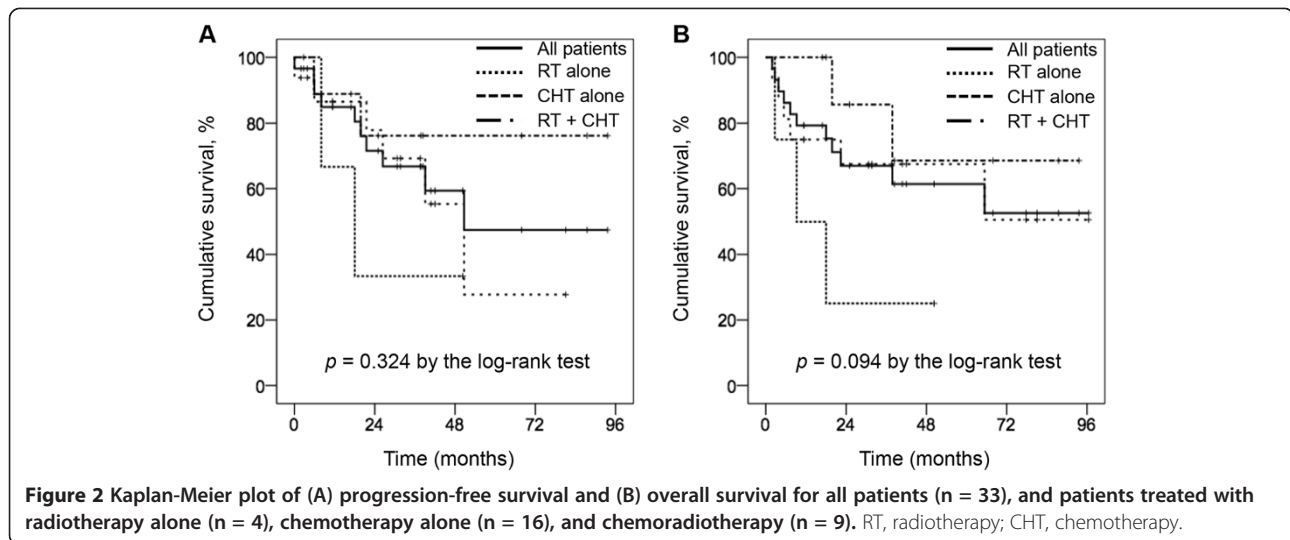 A
All patients
RT alone
CHT alone
RT + CHT
Cumulative survival, %
100
80
60
40
20
0
p = 0.324 by the log-rank test
0 24 48 72 96
Time (months)
B
All patients
RT alone
CHT alone
RT + CHT
Cumulative survival, %
100
80
60
40
20
0
p = 0.094 by the log-rank test
0 24 48 72 96
Time (months)
Figure 2 Kaplan-Meier plot of (A) progression-free survival and (B) overall survival for all patients (n = 33), and patients treated with
radiotherapy alone (n = 4), chemotherapy alone (n = 16), and chemoradiotherapy (n = 9). RT, radiotherapy; CHT, chemotherapy.